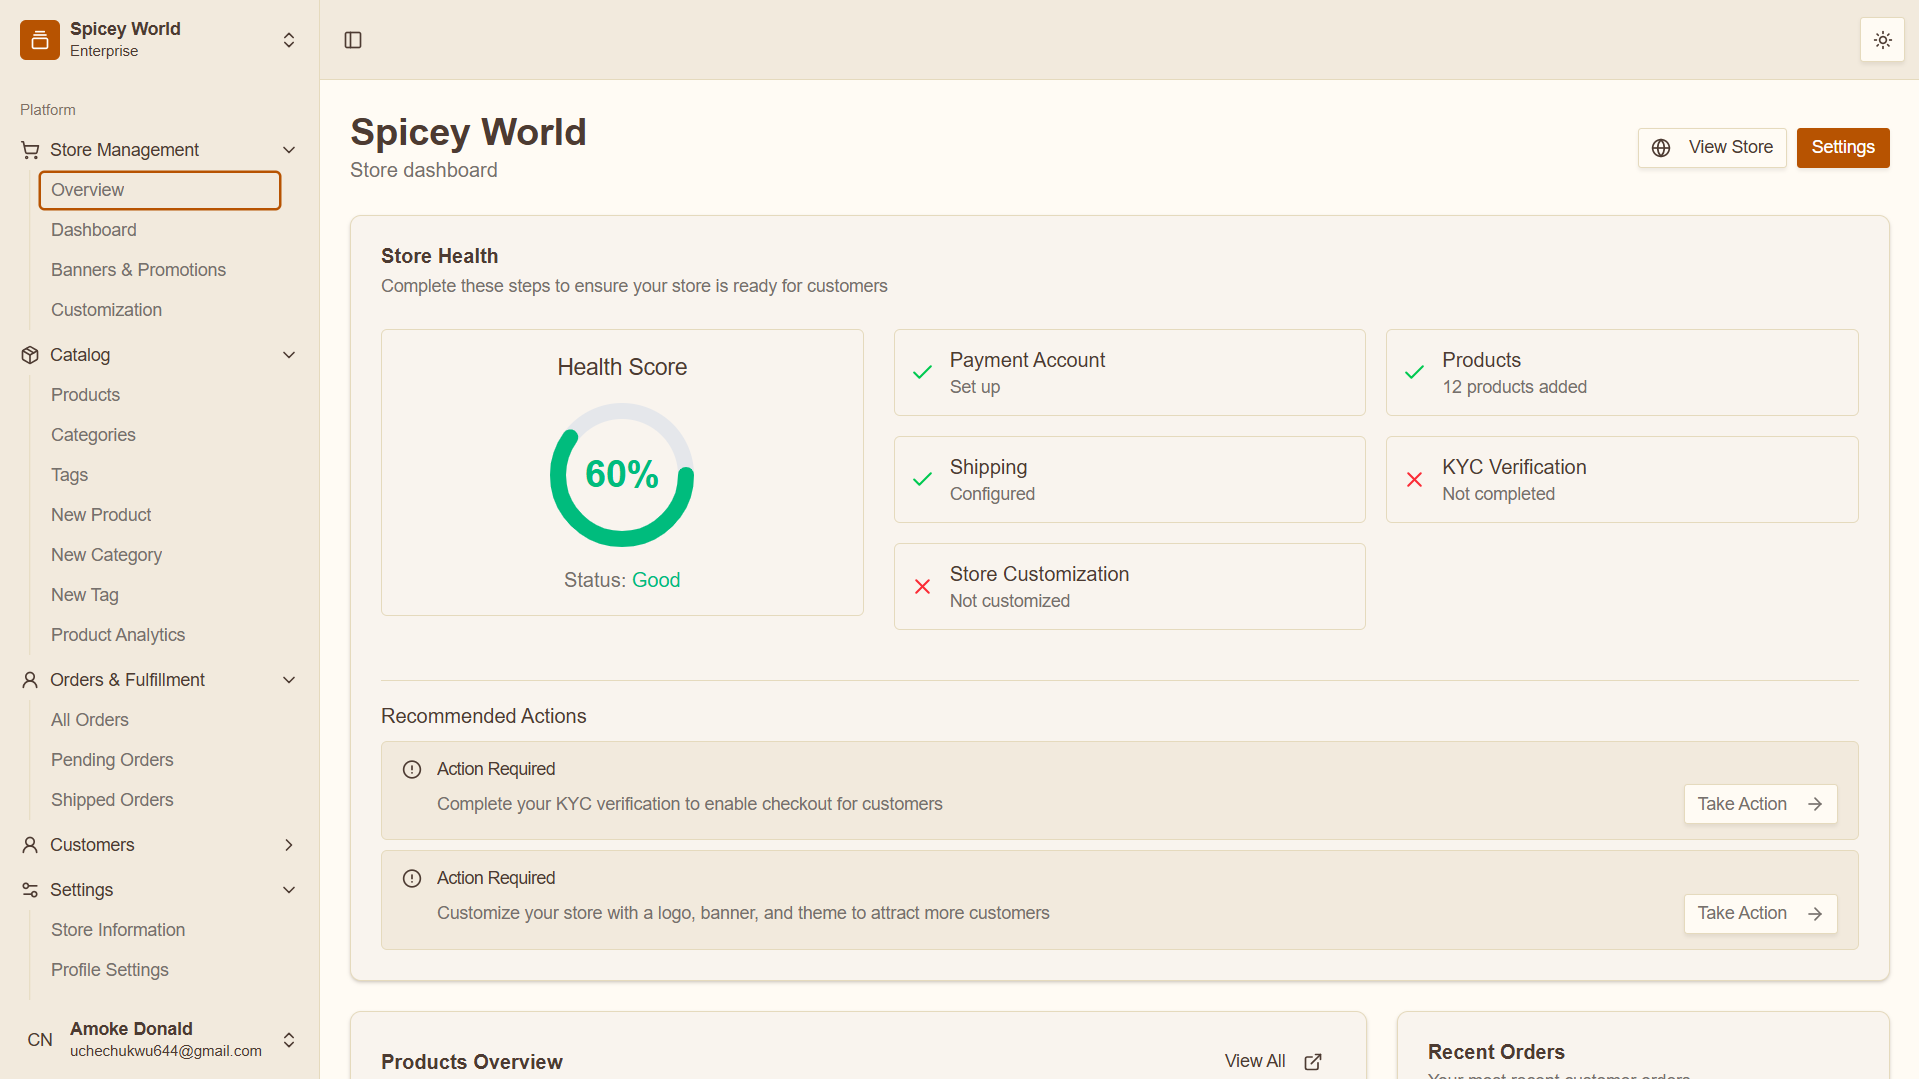 Spicey World
Enterprise
Platform
Store Management
Overview
Dashboard
Banners & Promotions
Customization
Catalog
Products
Categories
Tags
New Product
New Category
New Tag
Product Analytics
Orders & Fulfillment
All Orders
Pending Orders
Shipped Orders
Customers
Settings
Store Information
Profile Settings
CN
Amoke Donald
uchechukwu644@gmail.com
Spicey World
Store dashboard
View Store
Settings
Store Health
Complete these steps to ensure your store is ready for customers
Health Score
60%
Status: Good
Payment Account
Set up
Products
12 products added
Shipping
Configured
KYC Verification
Not completed
Store Customization
Not customized
Recommended Actions
Action Required
Complete your KYC verification to enable checkout for customers
Take Action
Action Required
Customize your store with a logo, banner, and theme to attract more customers
Take Action
Products Overview
View All
Recent Orders
Your most recent customer orders